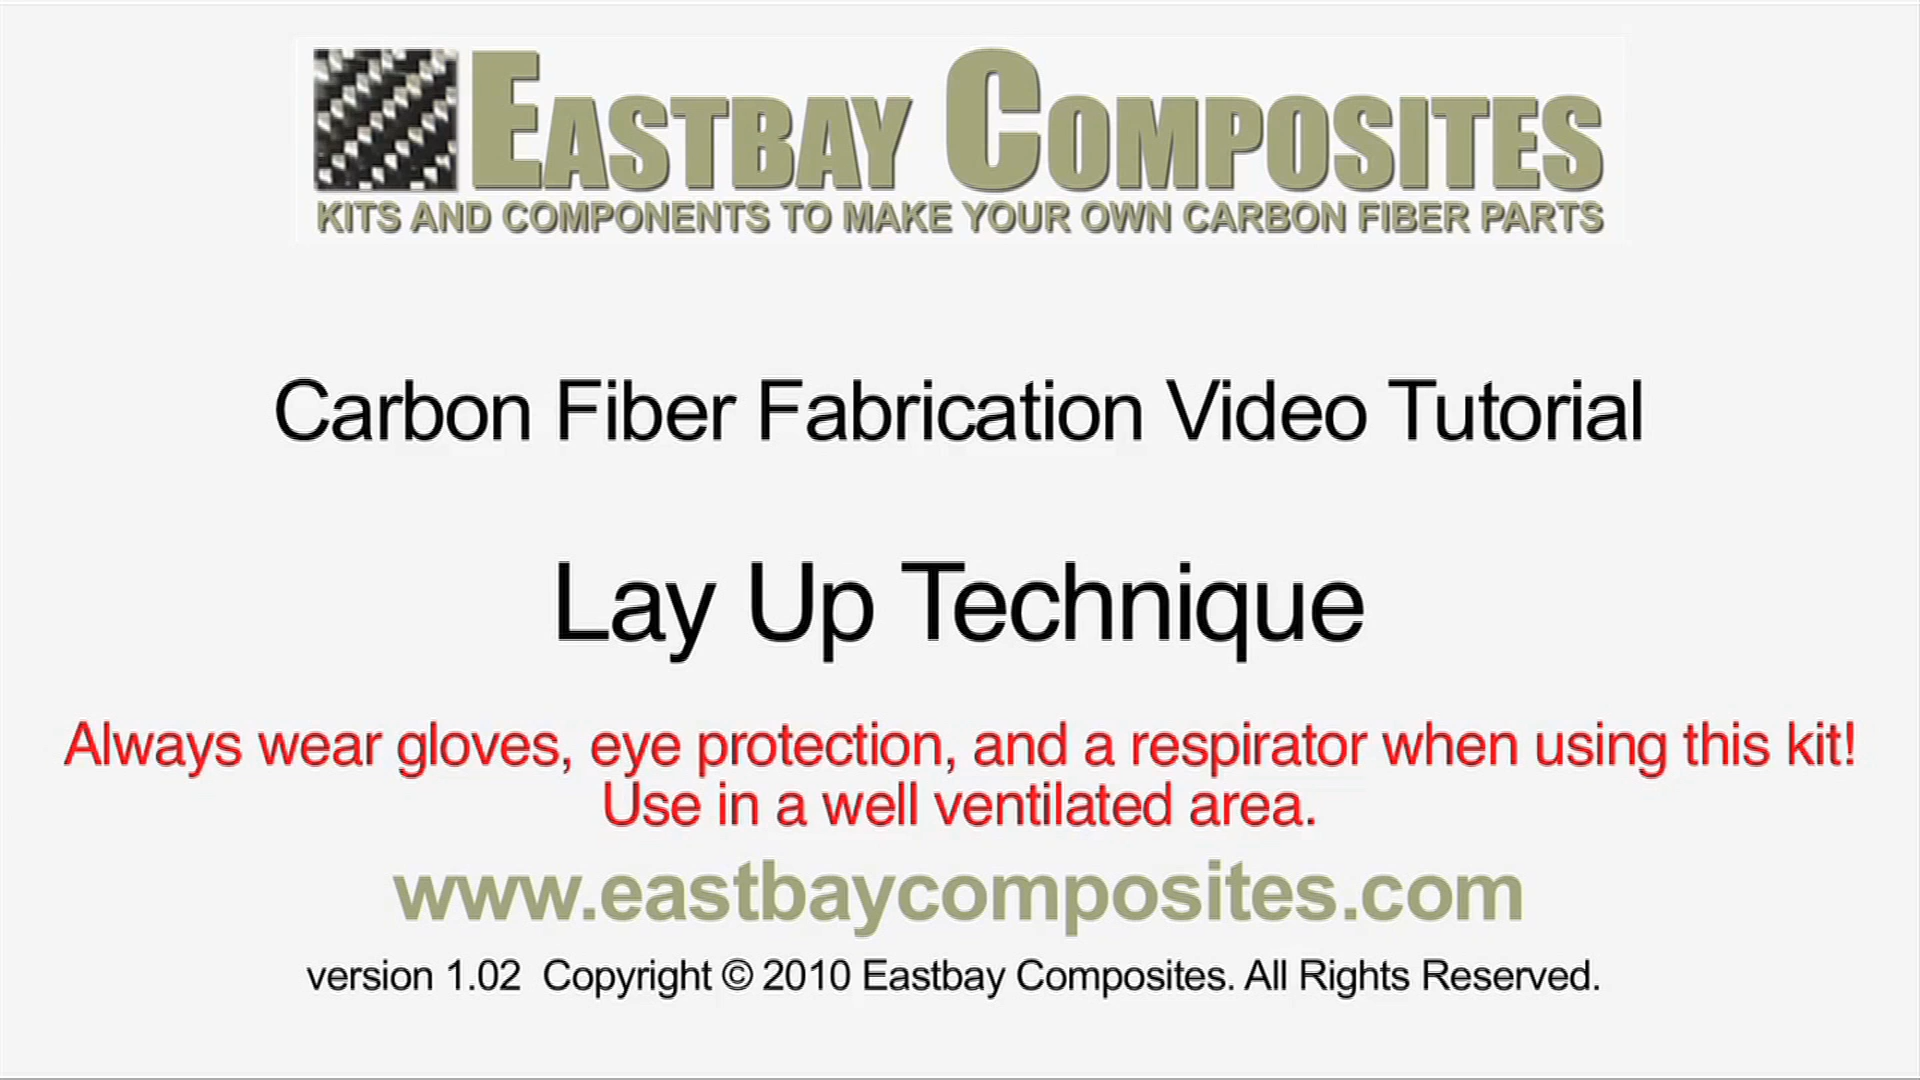 EASTBAY COMPOSITES
KITS AND COMPONENTS TO MAKE YOUR OWN CARBON FIBER PARTS
Carbon Fiber Fabrication Video Tutorial
Lay Up Technique
Always wear gloves, eye protection, and a respirator when using this kit!
Use in a well ventilated area.
www.eastbaycomposites.com
version 1.02 Copyright © 2010 Eastbay Composites. All Rights Reserved.